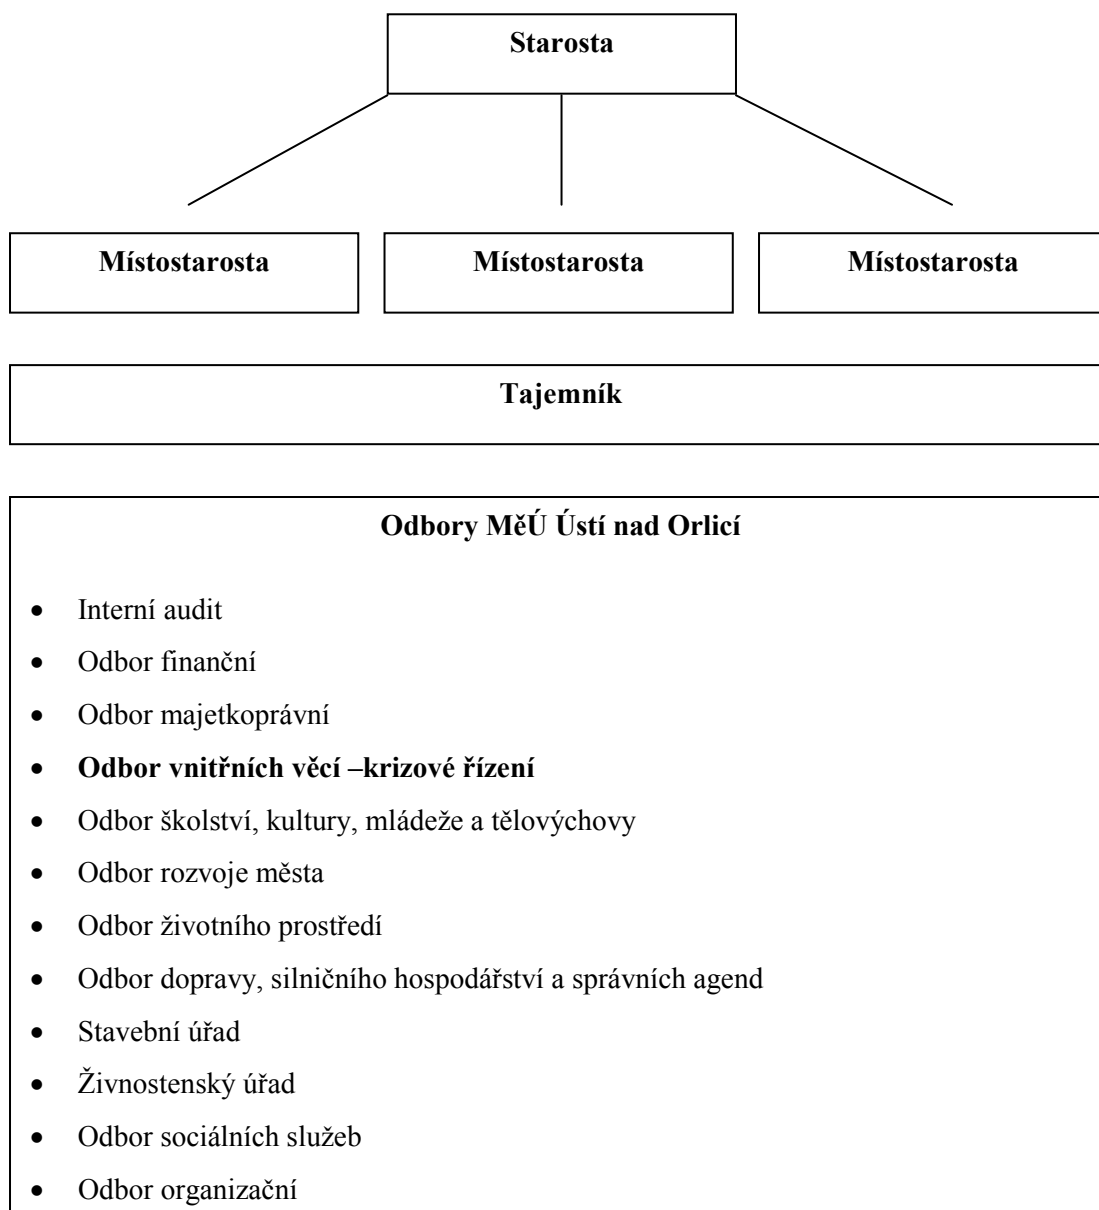 Starosta
Místostarosta Místostarosta Místostarosta
Tajemník
Odbory MěÚ Ústí nad Orlicí
• Interní audit
• Odbor finanční
• Odbor majetkoprávní
• Odbor vnitřních věcí –krizové řízení
• Odbor školství, kultury, mládeže a tělovýchovy
• Odbor rozvoje města
• Odbor životního prostředí
• Odbor dopravy, silničního hospodářství a správních agend
• Stavební úřad
• Živnostenský úřad
• Odbor sociálních služeb
• Odbor organizační